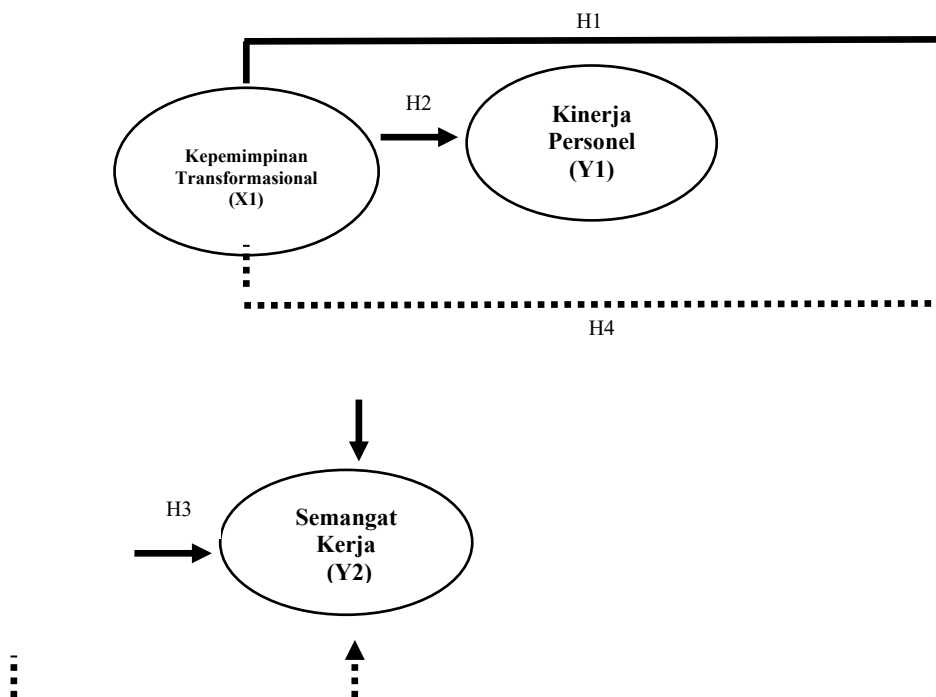 H1
H2
Kepemimpinan
Transformasional
(X1)
Kinerja
Personel
(Y1)
H4
H3
Semangat
Kerja
(Y2)